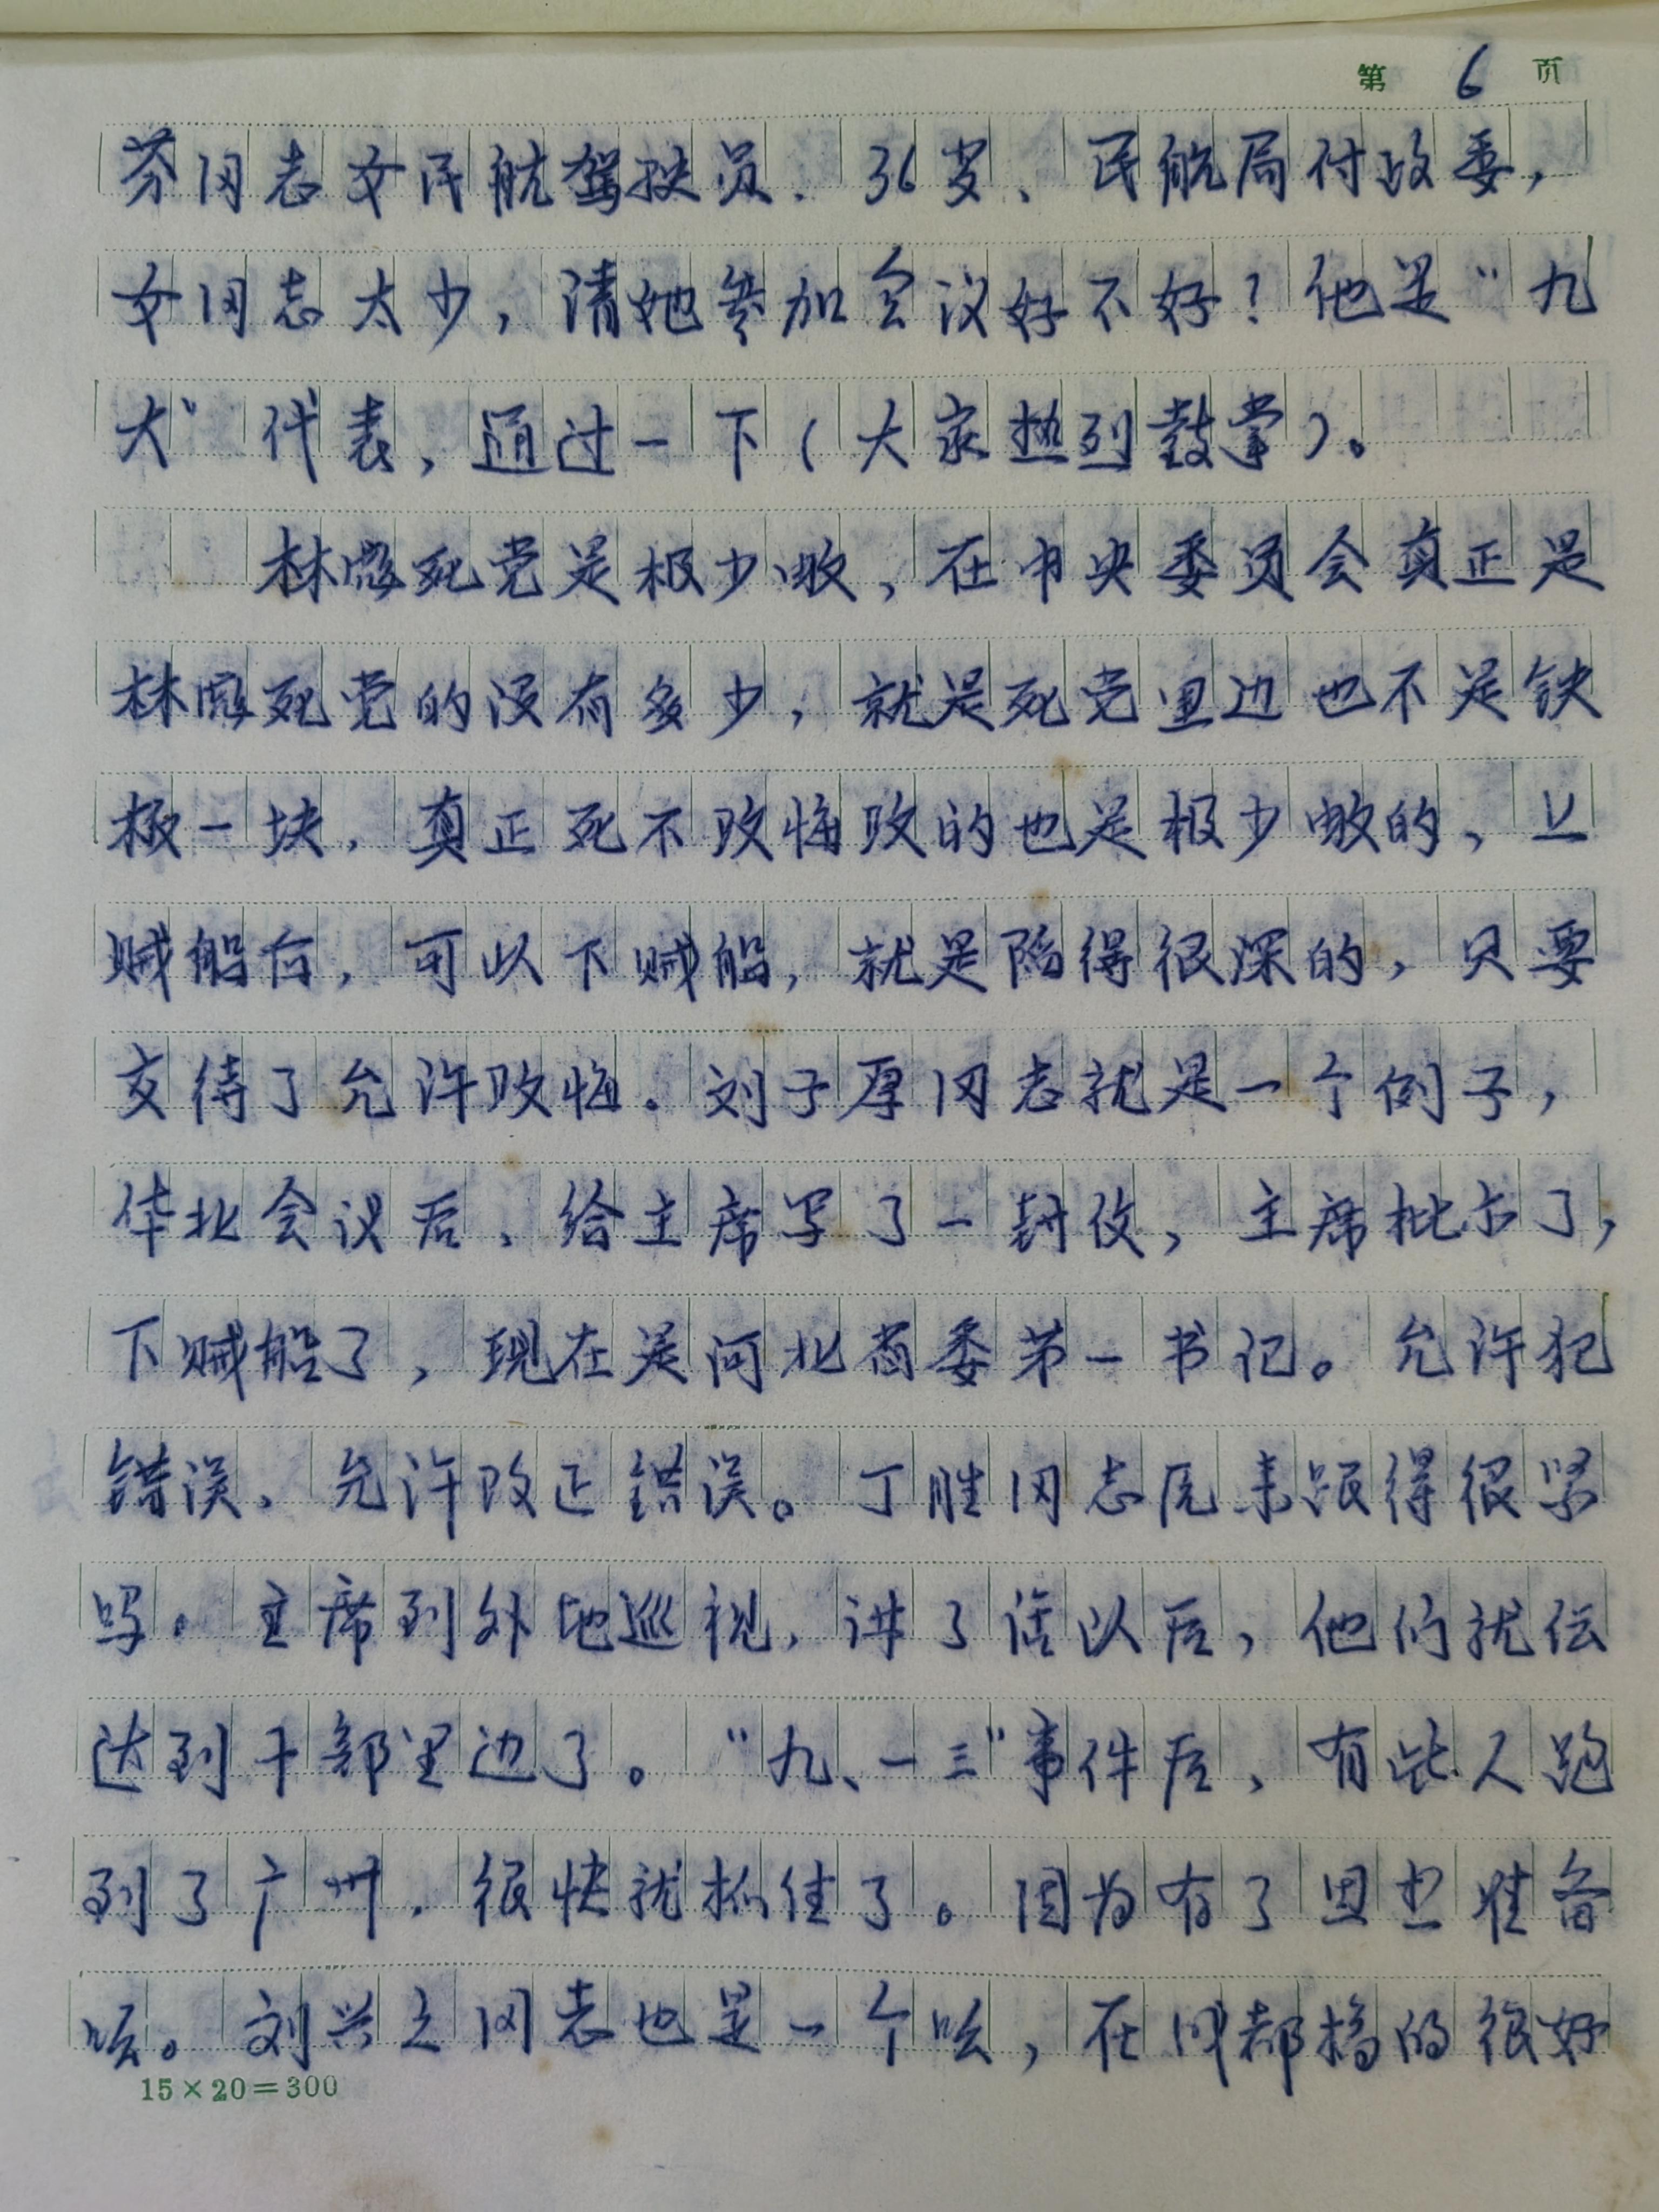 第 6 页
芬同志女民航驾驶员、36岁、民航局付政委，
女同志太少，请她参加会议好不好？他是“九
大”代表，通过一下（大家热列鼓掌）。
林彪死党是极少数，在中央委员会真正是
林彪死党的没有多少，就是死党里边也不是铁
板一块，真正死不改悔改的也是极少数的，上
贼船后，可以下贼船，就是陷得很深的，只要
交待了允许改悔。刘子厚同志就是一个例子，
华北会议后、给主席写了一封信，主席批示了，
下贼船了，现在是河北省委第一书记。允许犯
错误、允许改正错误。丁胜同志后来跟得很紧
吗。主席到外地巡视，讲了话以后，他们就传
达到干部里边了。“九、一三”事件后，有些人跑
到了广州，很快就抓住了。因为有了思想准备
吆。刘兴元同志也是一个吆，在成都搞的很好
15×20=300